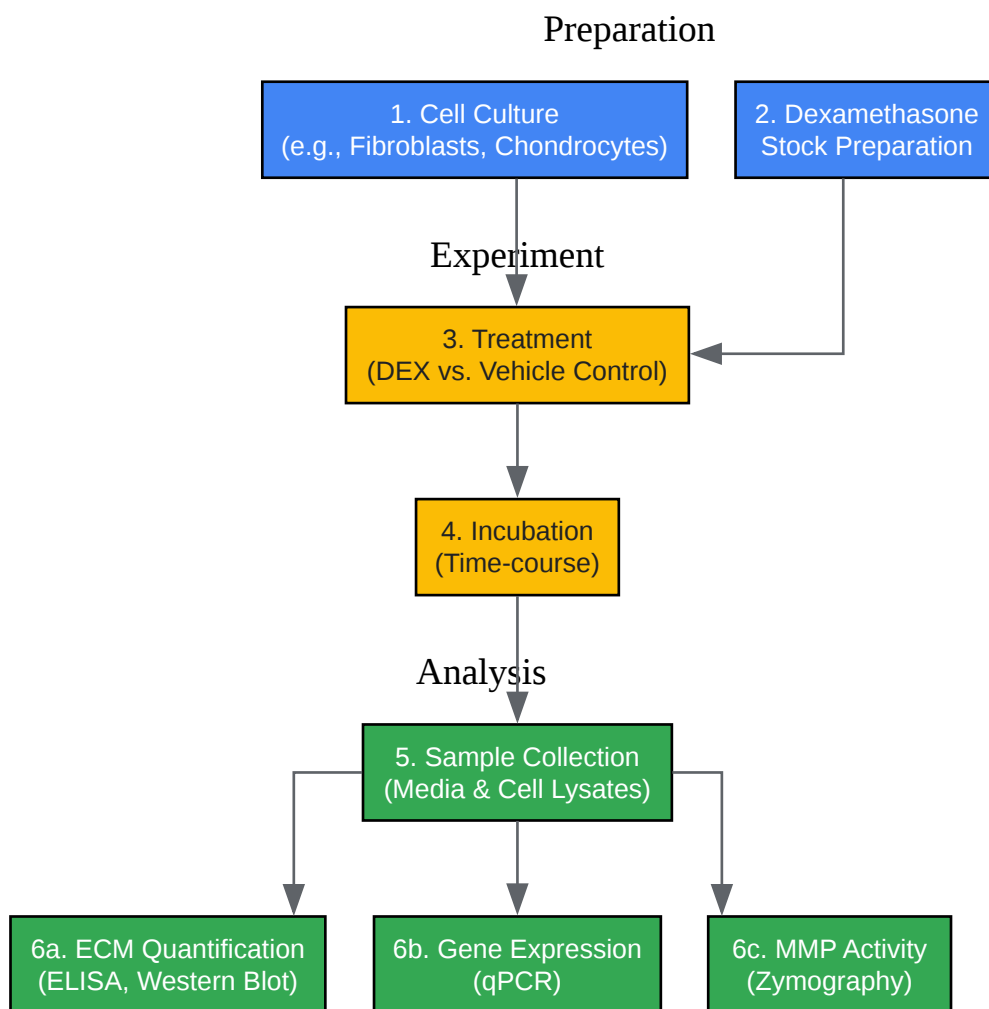 Preparation
1. Cell Culture
(e.g., Fibroblasts, Chondrocytes)
2. Dexamethasone
Stock Preparation
Experiment
3. Treatment
(DEX vs. Vehicle Control)
4. Incubation
(Time-course)
Analysis
5. Sample Collection
(Media & Cell Lysates)
6a. ECM Quantification
(ELISA, Western Blot)
6b. Gene Expression
(qPCR)
6c. MMP Activity
(Zymography)